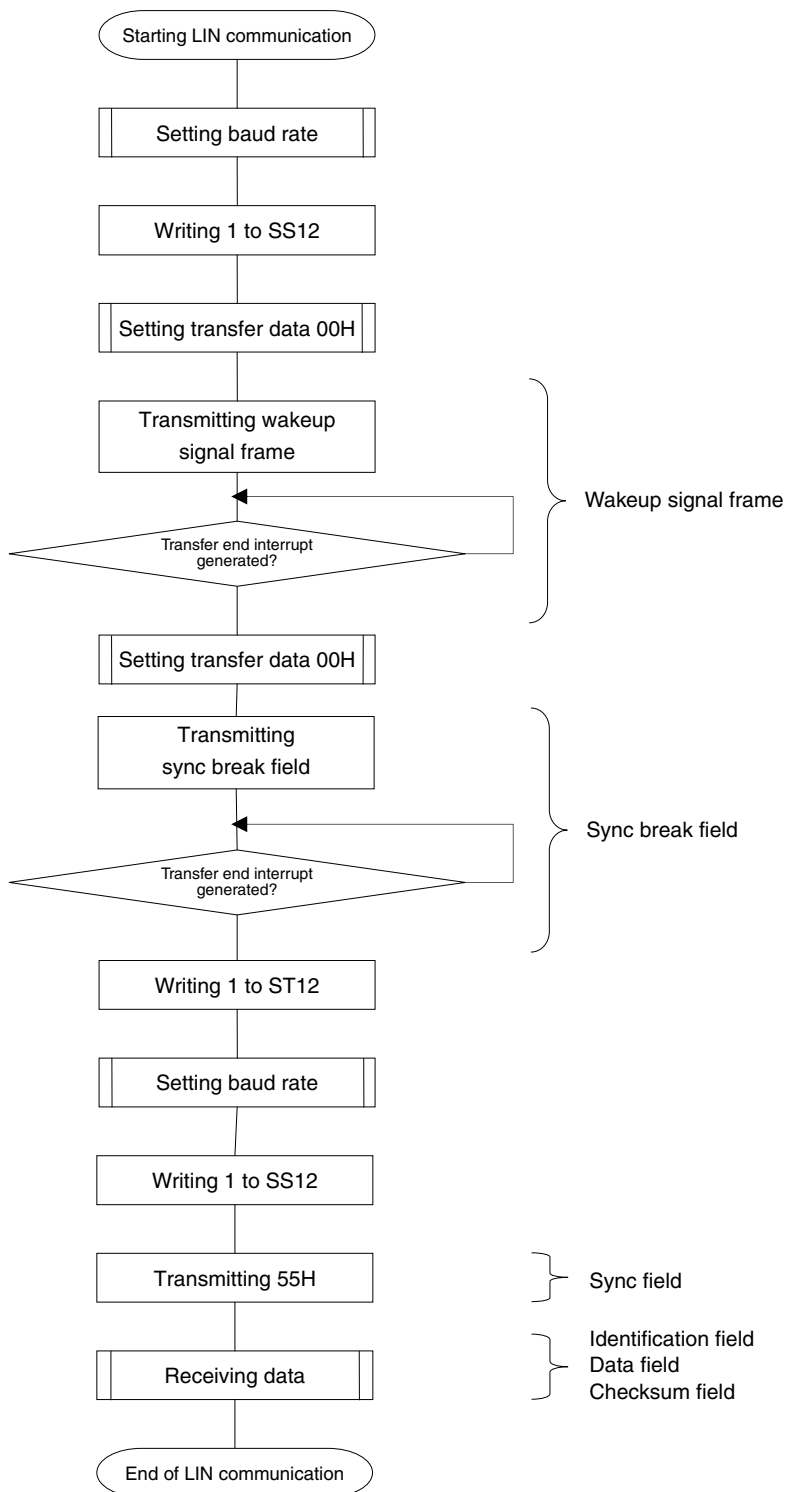 Starting LIN communication
Setting baud rate
Writing 1 to SS12
Setting transfer data 00H
Transmitting wakeup
signal frame
Wakeup signal frame
Transfer end interrupt
generated?
Setting transfer data 00H
Transmitting
sync break field
Sync break field
Transfer end interrupt
generated?
Writing 1 to ST12
Setting baud rate
Writing 1 to SS12
Transmitting 55H
Sync field
Receiving data
Identification field
Data field
Checksum field
End of LIN communication